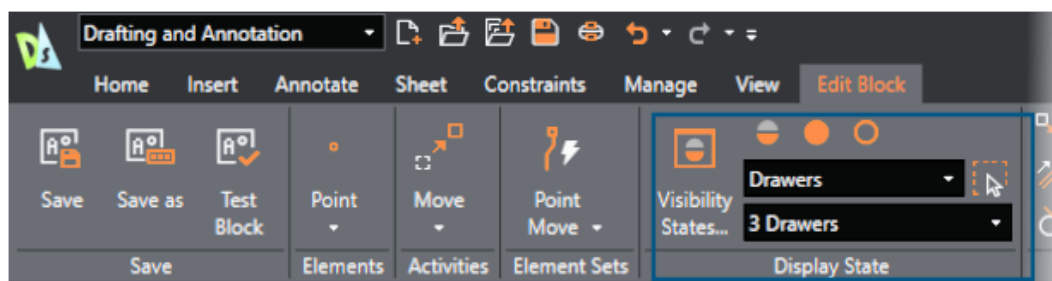 Drafting and Annotation
Home Insert Annotate Sheet Constraints Manage View Edit Block
Drawers
Save Save as Test Block Point Move Point Move Visibility States...
3 Drawers
Save Elements Activities Element Sets Display State